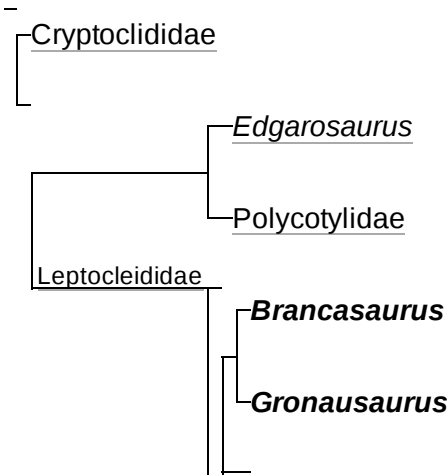 Cryptoclididae
Edgarosaurus
Polycotylidae
Leptocleididae
Brancasaurus
Gronausaurus